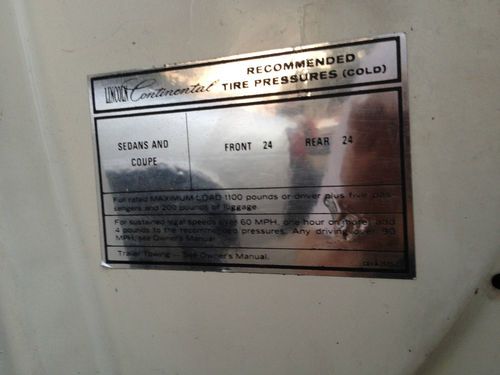 LINCOLN Continental RECOMMENDED
TIRE PRESSURES (COLD)
SEDANS AND
COUPE
FRONT 24 REAR 24
Full rated MAXIMUM LOAD 1100 pounds or driver plus five pas-
sengers and 200 pounds of luggage.
For sustained legal speeds over 60 MPH, one hour or more, add
4 pounds to the recommended pressures. Any driving over 90
MPH, see Owner's Manual.
Trailer Towing — See Owner's Manual.